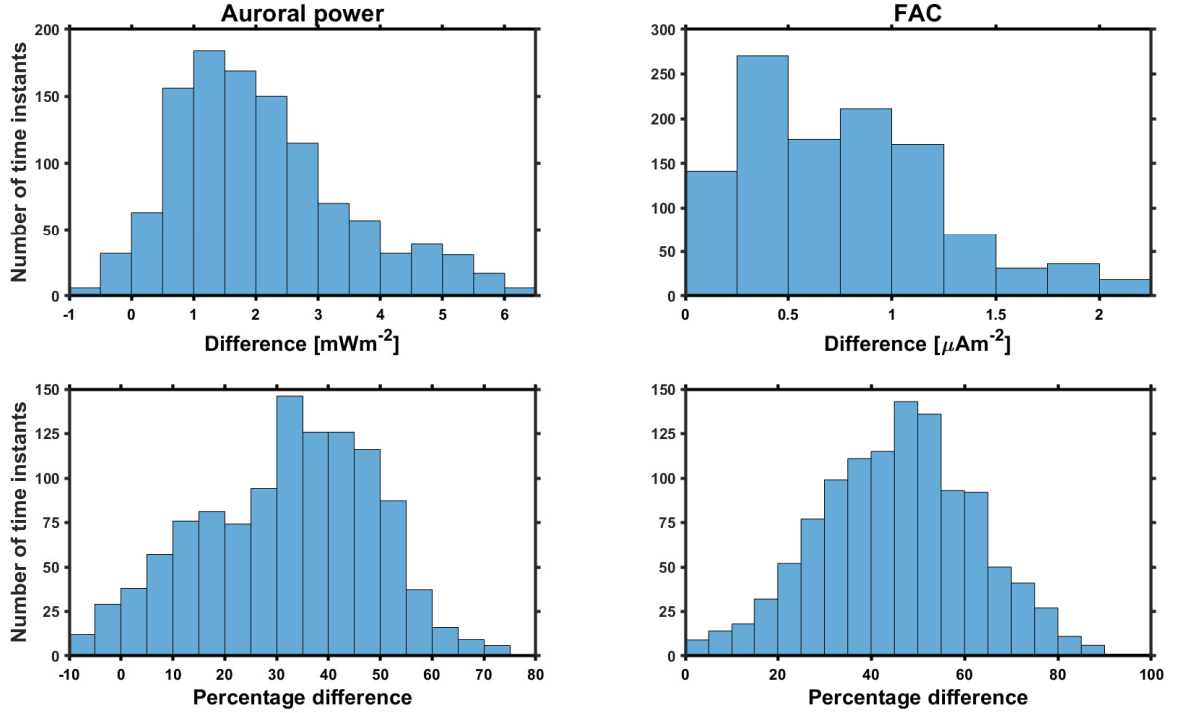 Auroral power
FAC
Number of time instants
200
150
100
50
0
-1 0 1 2 3 4 5 6
Difference [mWm-2]
300
250
200
150
100
50
0
0 0.5 1 1.5 2
Difference [μAm-2]
Number of time instants
150
125
100
75
50
25
0
-10 0 10 20 30 40 50 60 70 80
Percentage difference
150
125
100
75
50
25
0
0 20 40 60 80 100
Percentage difference